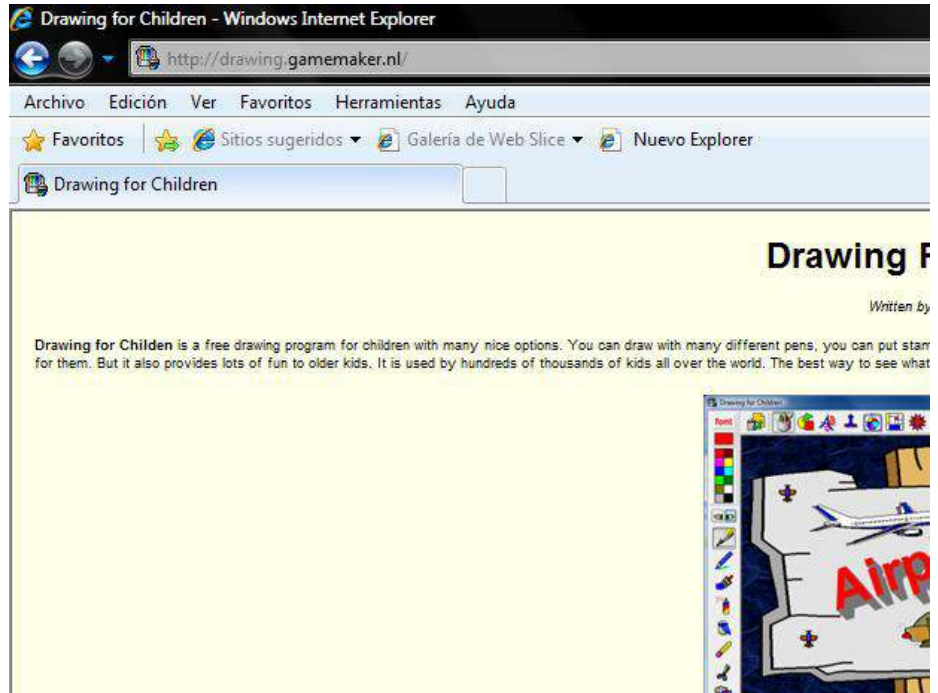 Drawing for Children - Windows Internet Explorer
http://drawing.gamemaker.nl/
Archivo Edición Ver Favoritos Herramientas Ayuda
Favoritos Sitios sugeridos Galería de Web Slice Nuevo Explorer
Drawing for Children
Drawing F
Written by
Drawing for Childen is a free drawing program for children with many nice options. You can draw with many different pens, you can put stam
for them. But it also provides lots of fun to older kids. It is used by hundreds of thousands of kids all over the world. The best way to see what
Drawing for Children
font
Airp